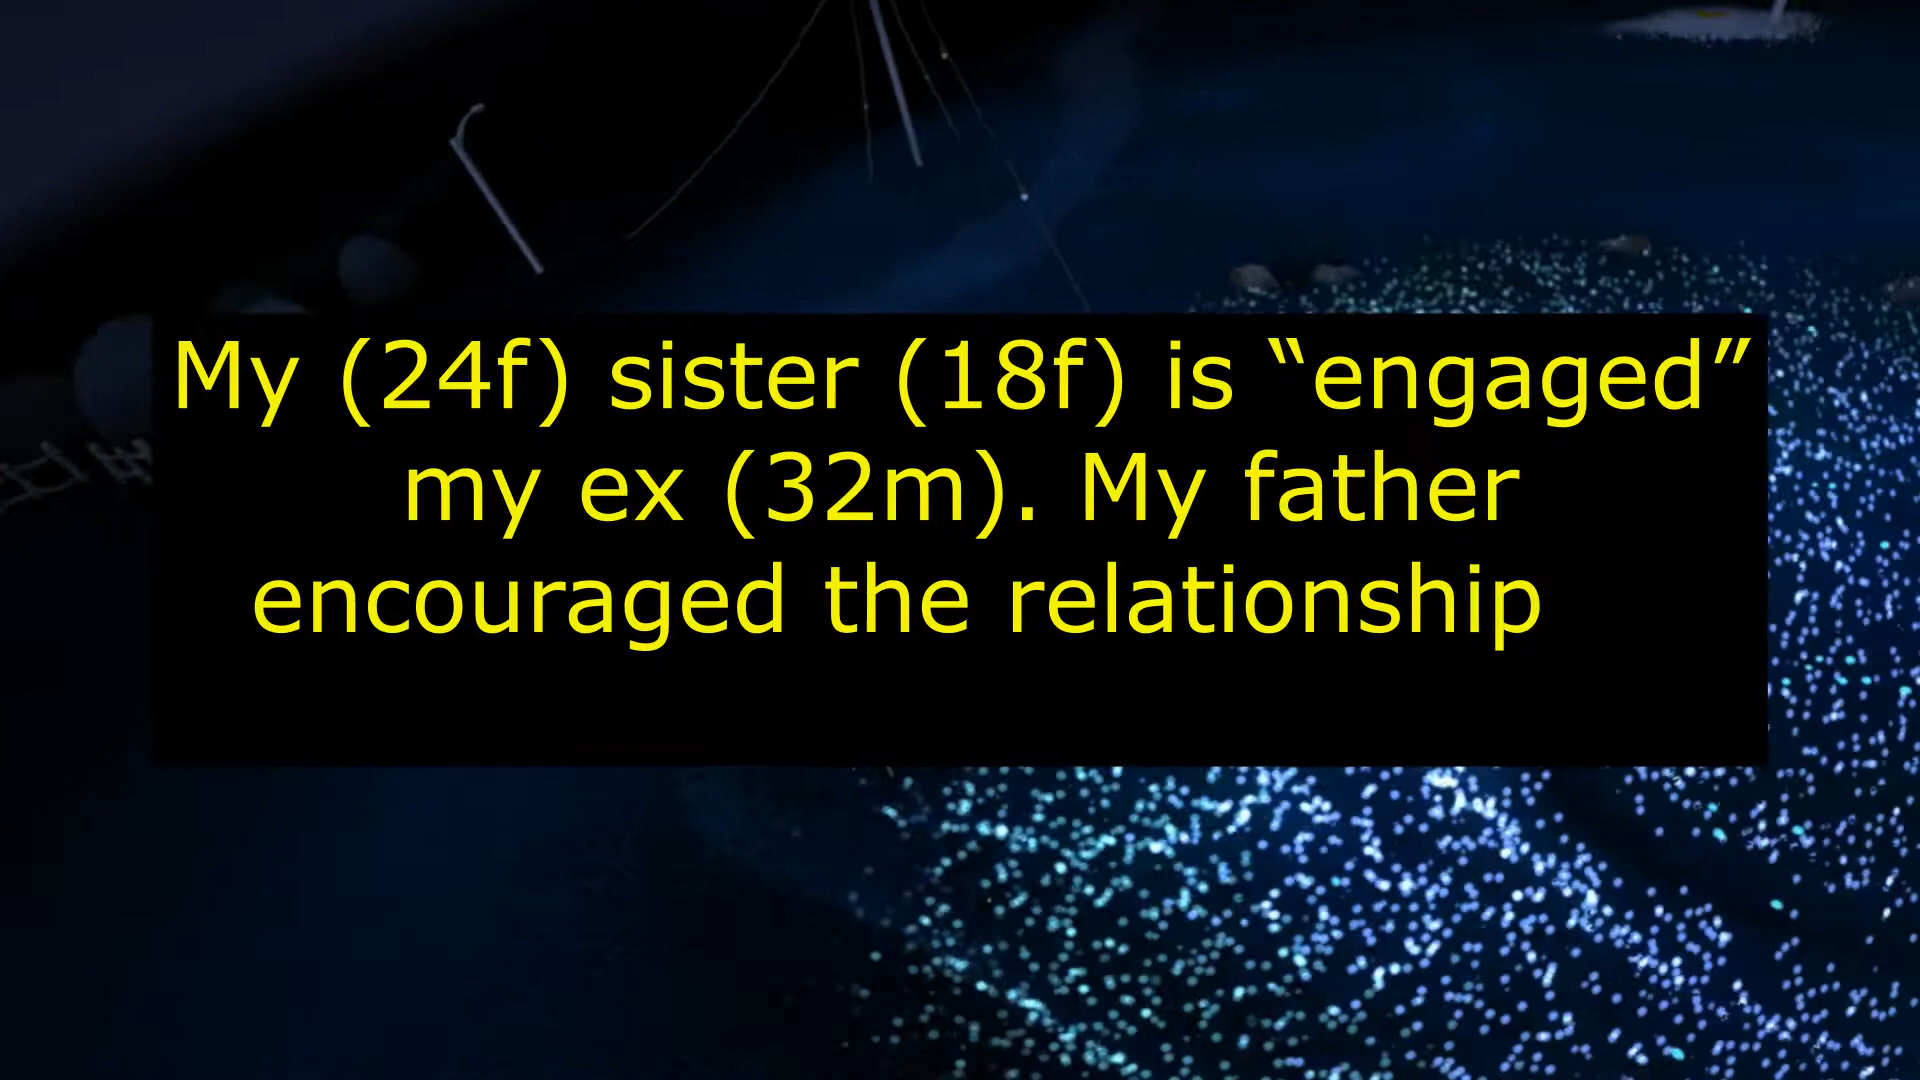 My (24f) sister (18f) is “engaged”
my ex (32m). My father
encouraged the relationship